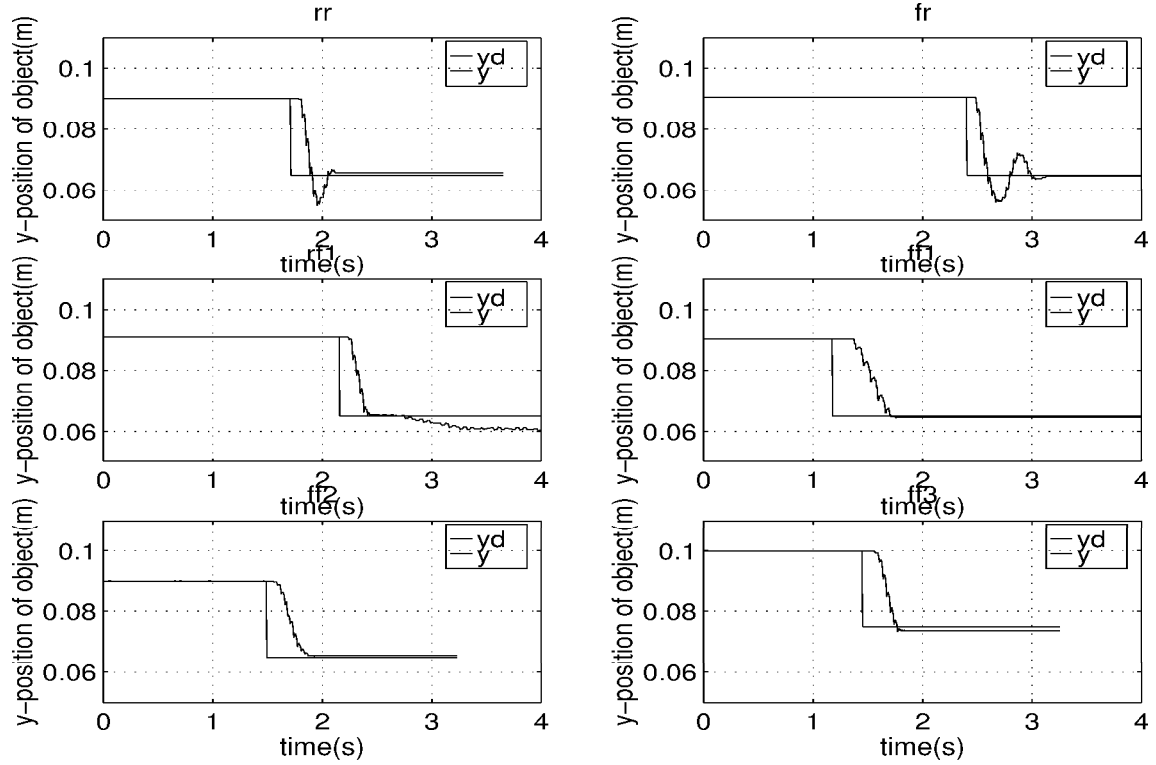 rr
y-position of object(m)
0.1
0.08
0.06
yd
y
0 1 2 3 4
time(s)
fr
y-position of object(m)
0.1
0.08
0.06
yd
y
0 1 2 3 4
time(s)
rf1
y-position of object(m)
0.1
0.08
0.06
yd
y
0 1 2 3 4
time(s)
ff1
y-position of object(m)
0.1
0.08
0.06
yd
y
0 1 2 3 4
time(s)
ff2
y-position of object(m)
0.1
0.08
0.06
yd
y
0 1 2 3 4
time(s)
ff3
y-position of object(m)
0.1
0.08
0.06
yd
y
0 1 2 3 4
time(s)